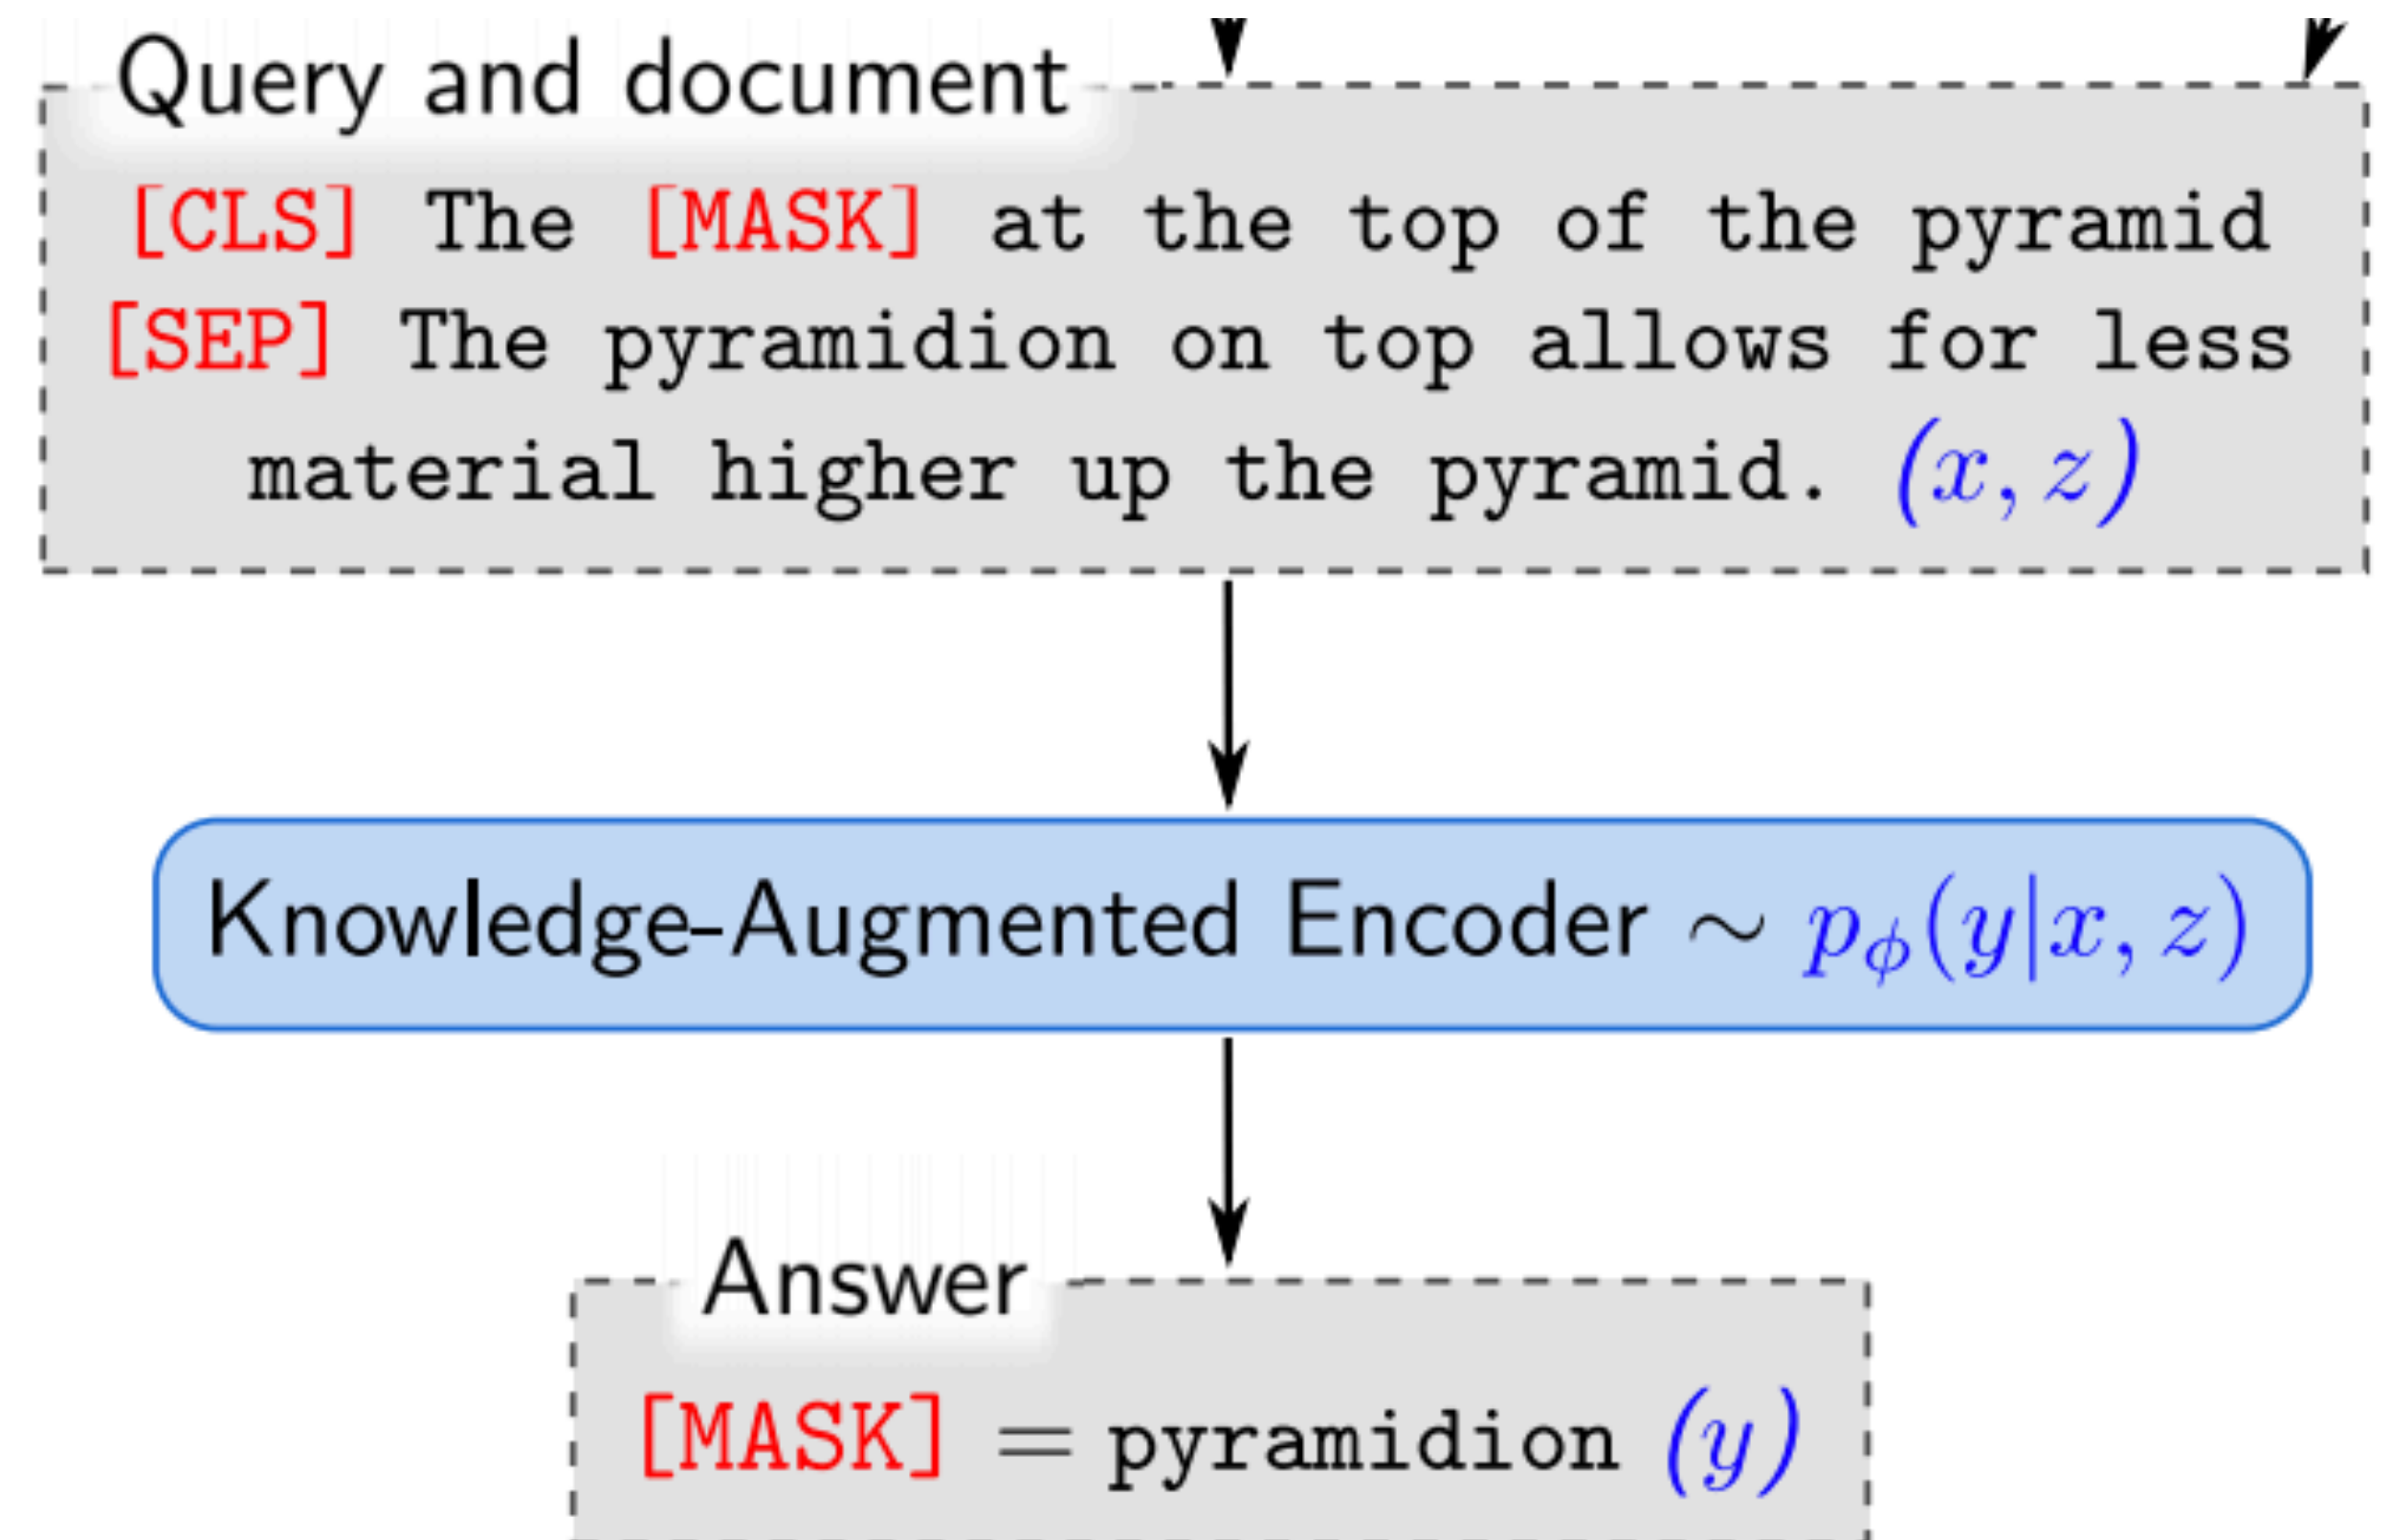 Query and document
[CLS] The [MASK] at the top of the pyramid
[SEP] The pyramidion on top allows for less
material higher up the pyramid. (x, z)
Knowledge-Augmented Encoder ∼ p_ϕ(y|x, z)
Answer
[MASK] = pyramidion (y)